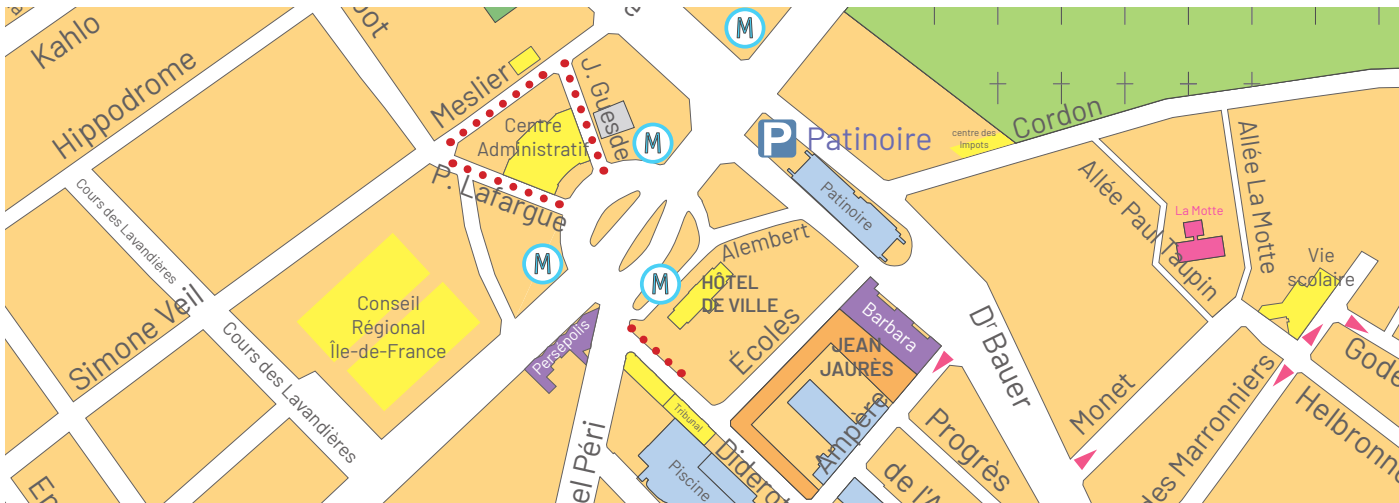 Kahlo
Hippodrome
Meslier
J. Guesde
Centre
Administratif
P. Lafargue
M
M
M
M
P Patinoire
Patinoire
centre des
Impots
Cordon
Allée Paul Taupin
Allée La Motte
La Motte
Vie
scolaire
Cours des Lavandières
Simone Veil
Cours des Lavandières
Conseil
Régional
Île-de-France
Persépolis
Alembert
HÔTEL
DE VILLE
Écoles
Barbara
JEAN
JAURÈS
Dr Bauer
Ampère
Progrès
Monet
des Marronniers
Helbronn
Gode
Tribunal
Piscine
Diderot
el Péri
de l'A